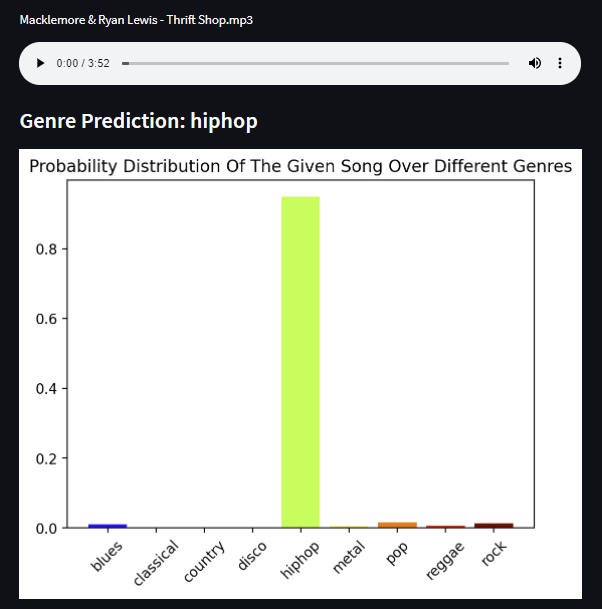 Macklemore & Ryan Lewis - Thrift Shop.mp3
0:00 / 3:52
Genre Prediction: hiphop
Probability Distribution Of The Given Song Over Different Genres
0.8
0.6
0.4
0.2
0.0
blues classical country disco hiphop metal pop reggae rock